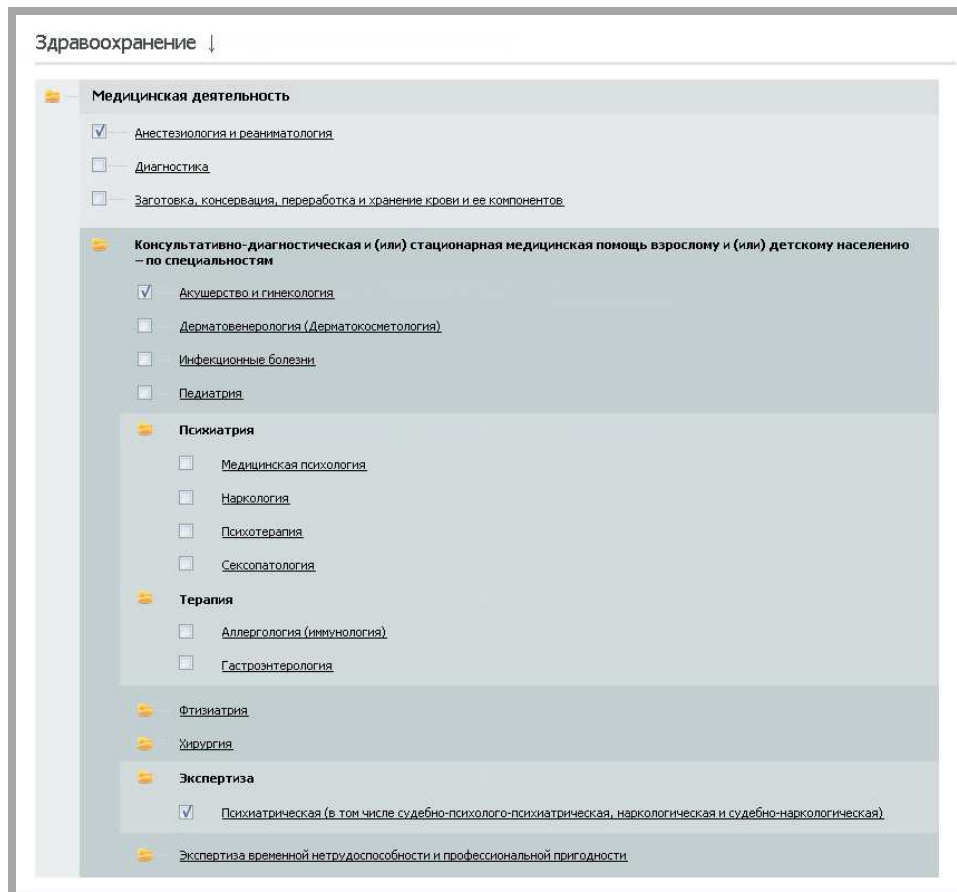 Здравоохранение ↓
Медицинская деятельность
Анестезиология и реаниматология
Диагностика
Заготовка, консервация, переработка и хранение крови и ее компонентов
Консультативно-диагностическая и (или) стационарная медицинская помощь взрослому и (или) детскому населению
– по специальностям
Акушерство и гинекология
Дерматовенерология (Дерматокосметология)
Инфекционные болезни
Педиатрия
Психиатрия
Медицинская психология
Наркология
Психотерапия
Сексопатология
Терапия
Аллергология (иммунология)
Гастроэнтерология
Фтизиатрия
Хирургия
Экспертиза
Психиатрическая (в том числе судебно-психолого-психиатрическая, наркологическая и судебно-наркологическая)
Экспертиза временной нетрудоспособности и профессиональной пригодности